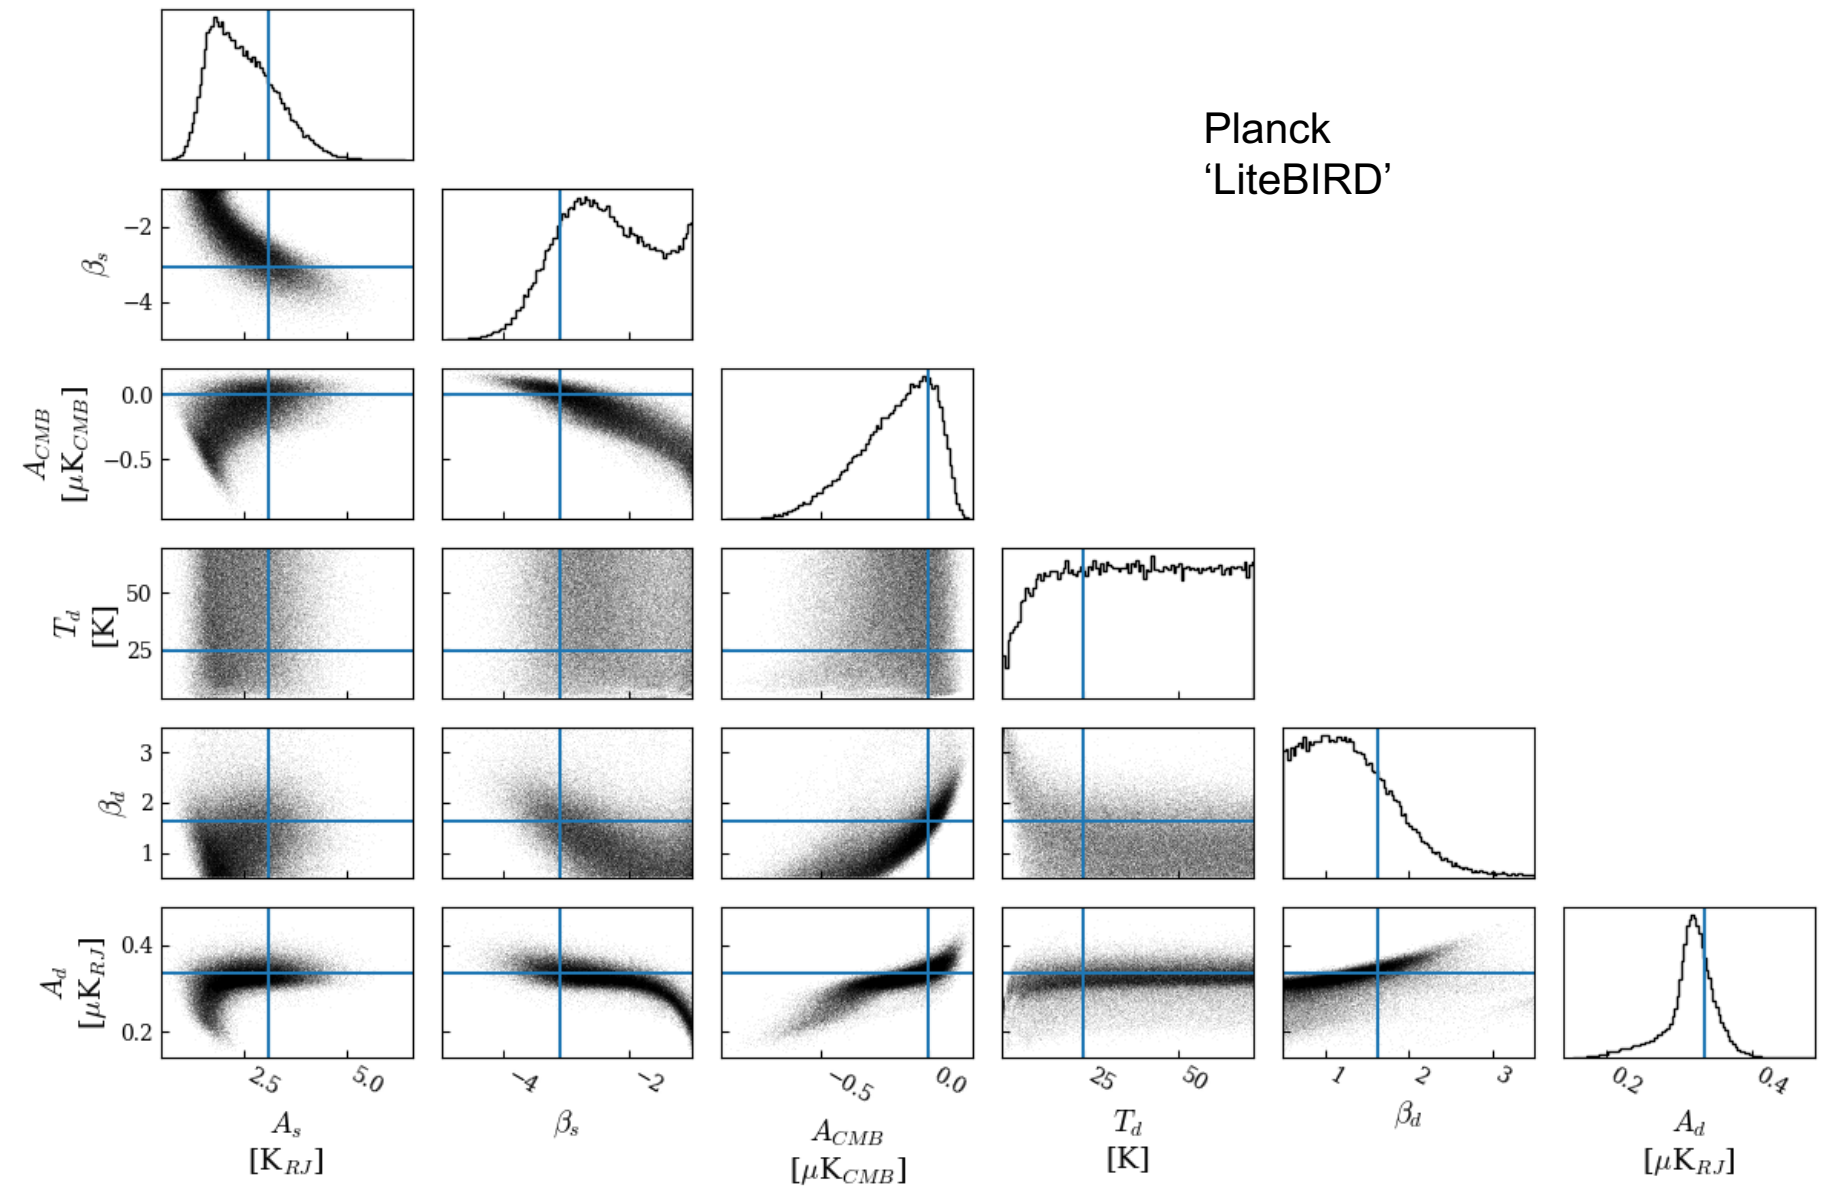 Planck
‘LiteBIRD’
−2
−4
β_s
0.0
−0.5
A_CMB
[μK_CMB]
50
25
T_d
[K]
3
2
1
β_d
0.4
0.2
A_d
[μK_RJ]
2.5 5.0
−4 −2
−0.5 0.0
25 50
1 2 3
0.2 0.4
A_s
[K_RJ]
β_s
A_CMB
[μK_CMB]
T_d
[K]
β_d
A_d
[μK_RJ]